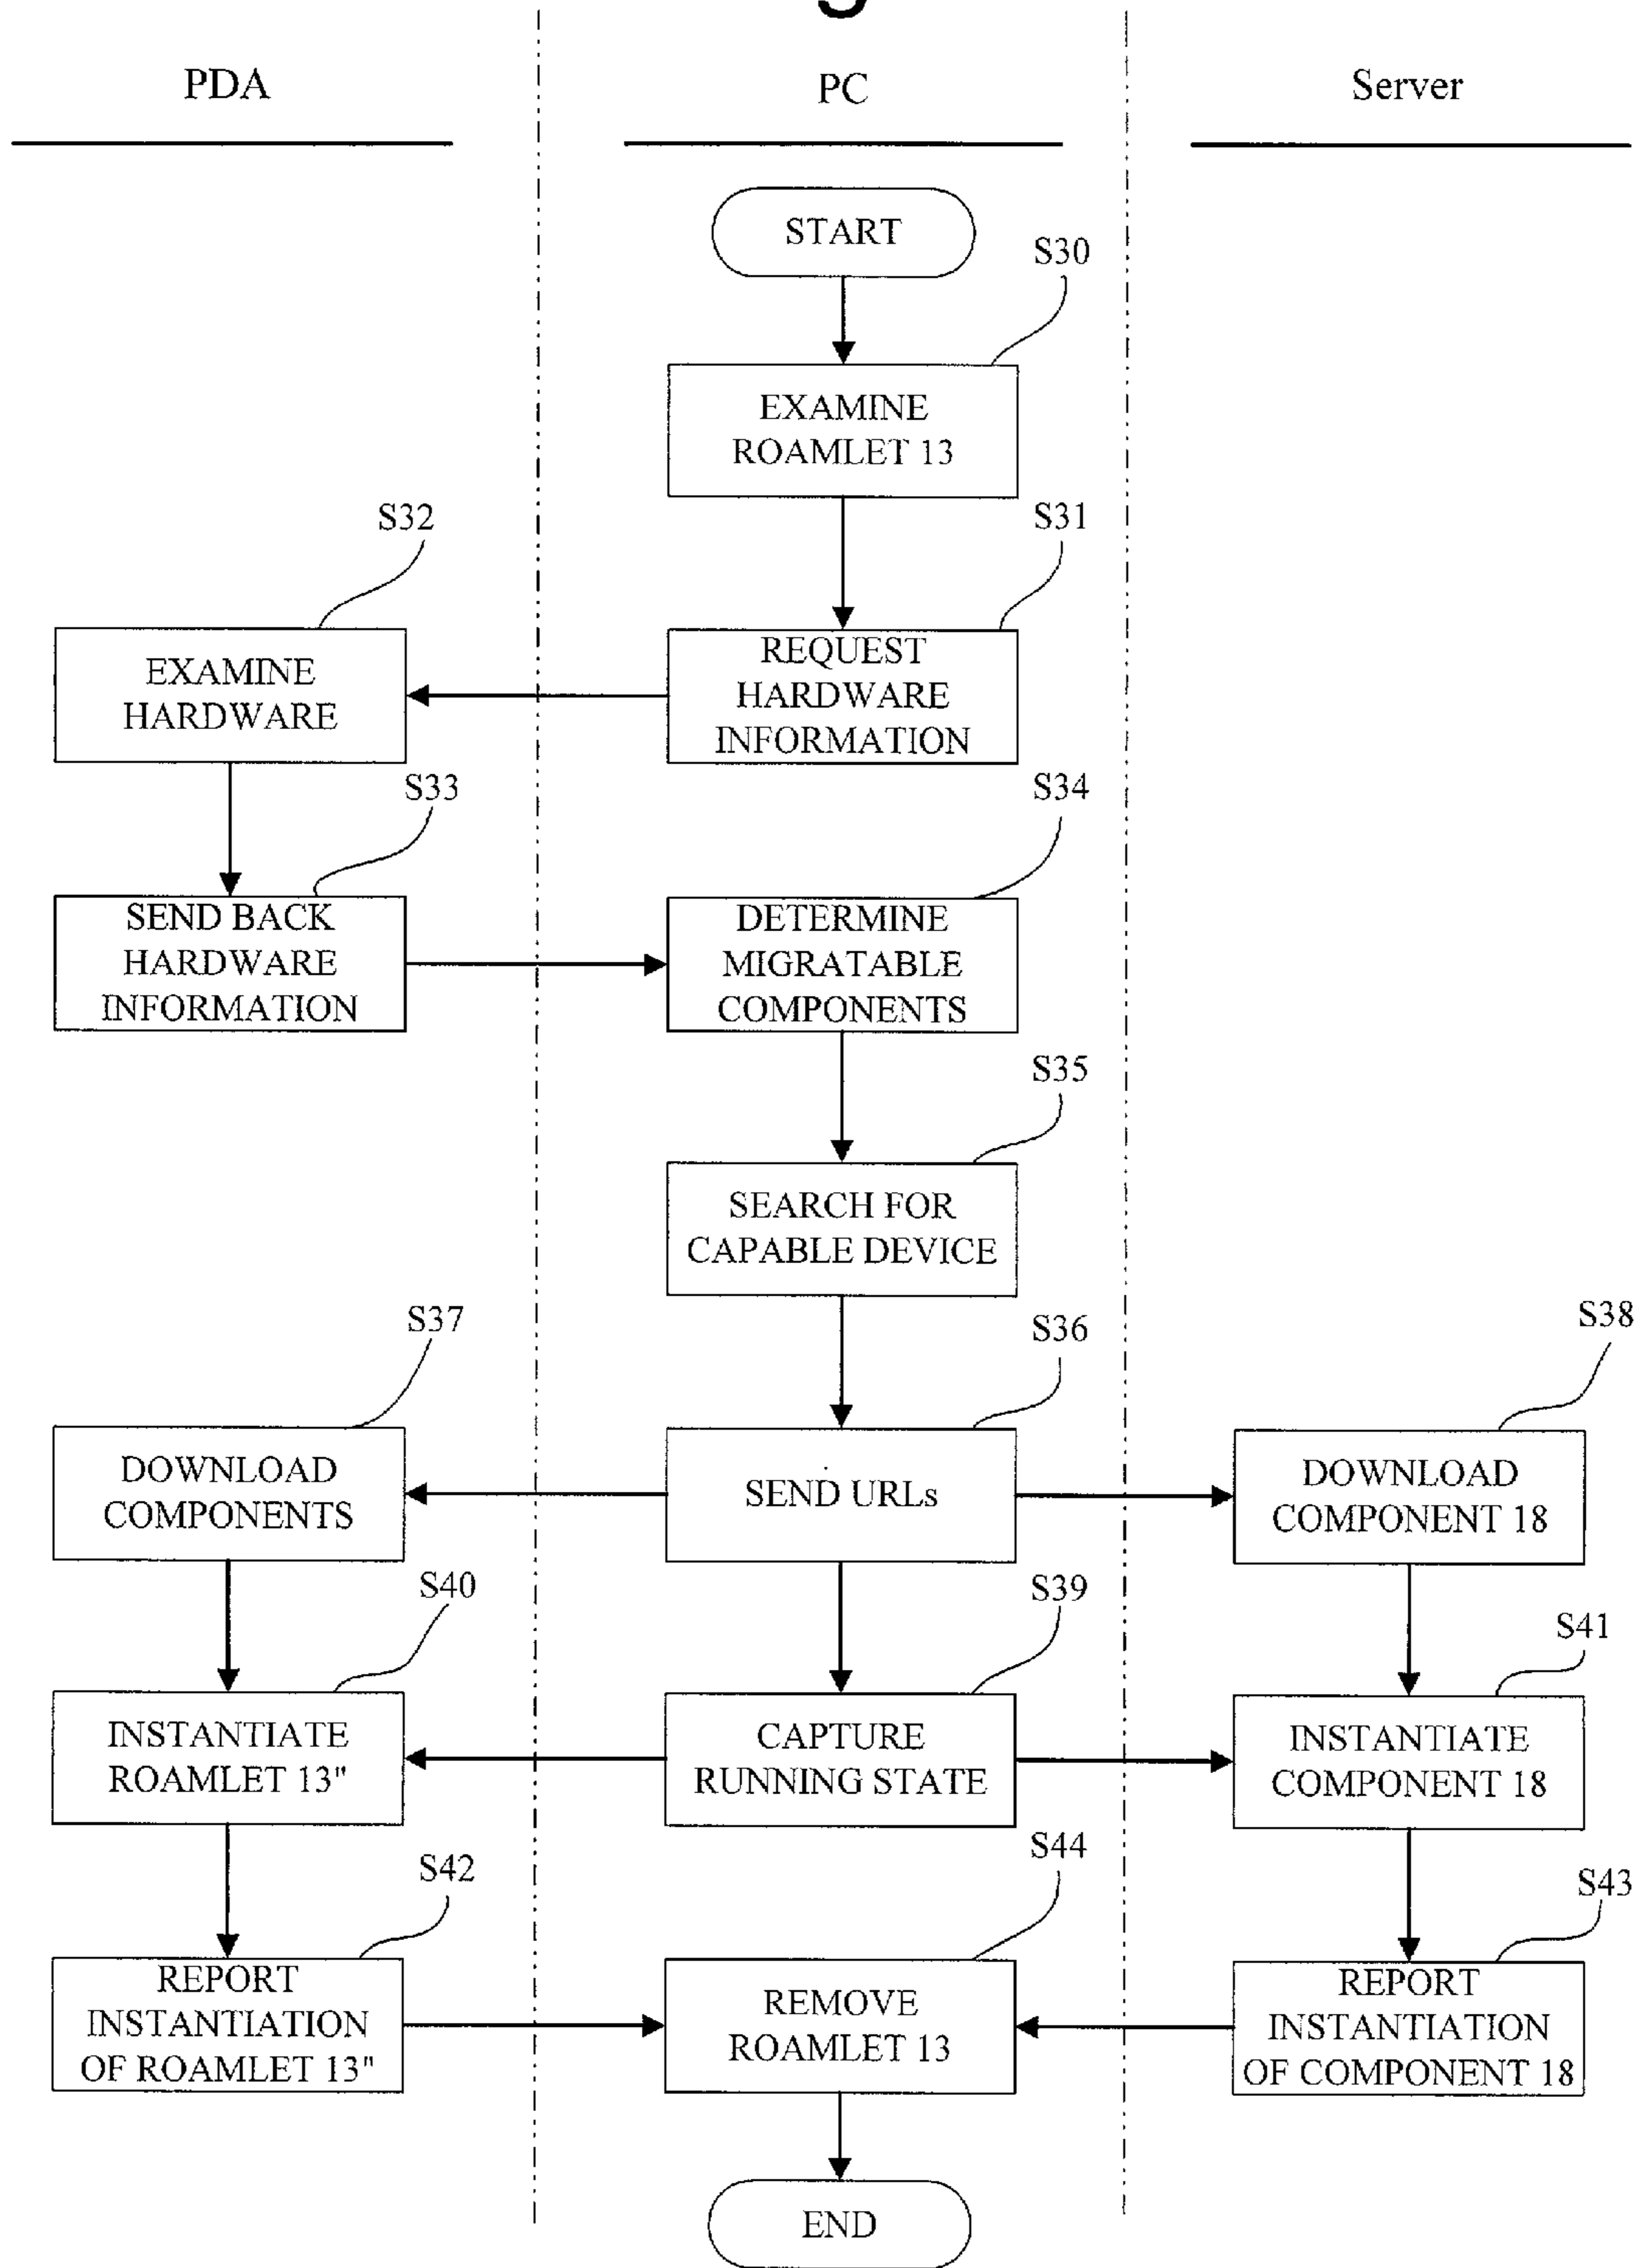 PDA
PC
Server
START
S30
EXAMINE
ROAMLET 13
S31
REQUEST
HARDWARE
INFORMATION
S32
EXAMINE
HARDWARE
S33
SEND BACK
HARDWARE
INFORMATION
S34
DETERMINE
MIGRATABLE
COMPONENTS
S35
SEARCH FOR
CAPABLE DEVICE
S36
SEND URLs
S37
DOWNLOAD
COMPONENTS
S38
DOWNLOAD
COMPONENT 18
S39
CAPTURE
RUNNING STATE
S40
INSTANTIATE
ROAMLET 13"
S41
INSTANTIATE
COMPONENT 18
S42
REPORT
INSTANTIATION
OF ROAMLET 13"
S43
REPORT
INSTANTIATION
OF COMPONENT 18
S44
REMOVE
ROAMLET 13
END